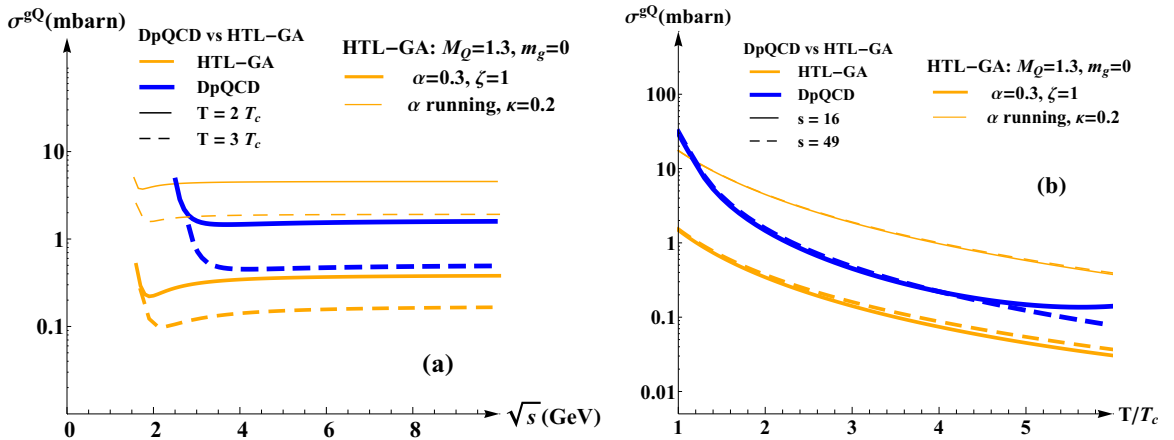 σ^{gQ}(mbarn)
DpQCD vs HTL−GA
HTL−GA
DpQCD
T = 2 T_c
T = 3 T_c
HTL−GA: M_Q=1.3, m_g=0
α=0.3, ζ=1
α running, κ=0.2
10
1
0.1
(a)
0 2 4 6 8
√s (GeV)
σ^{gQ}(mbarn)
DpQCD vs HTL−GA
HTL−GA
DpQCD
s = 16
s = 49
HTL−GA: M_Q=1.3, m_g=0
α=0.3, ζ=1
α running, κ=0.2
100
10
1
0.1
0.01
(b)
1 2 3 4 5
T/T_c